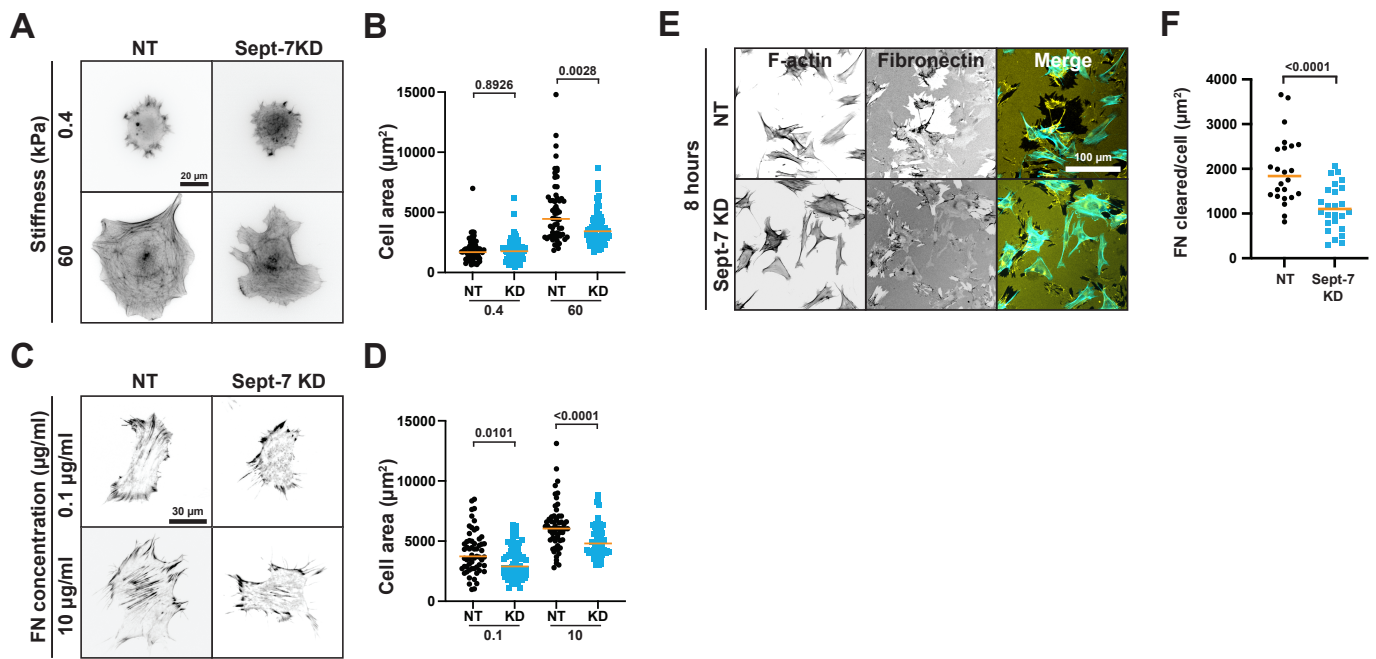 A
NT
Sept-7KD
Stiffness (kPa)
0.4
60
20 µm
B
0.8926
0.0028
Cell area (µm²)
15000
10000
5000
0
NT
KD
NT
KD
0.4
60
C
NT
Sept-7 KD
FN concentration (µg/ml)
0.1 µg/ml
10 µg/ml
30 µm
D
0.0101
<0.0001
Cell area (µm²)
15000
10000
5000
0
NT
KD
NT
KD
0.1
10
E
F-actin
Fibronectin
Merge
8 hours
NT
Sept-7 KD
100 µm
F
<0.0001
FN cleared/cell (µm²)
4000
3000
2000
1000
0
NT
Sept-7
KD